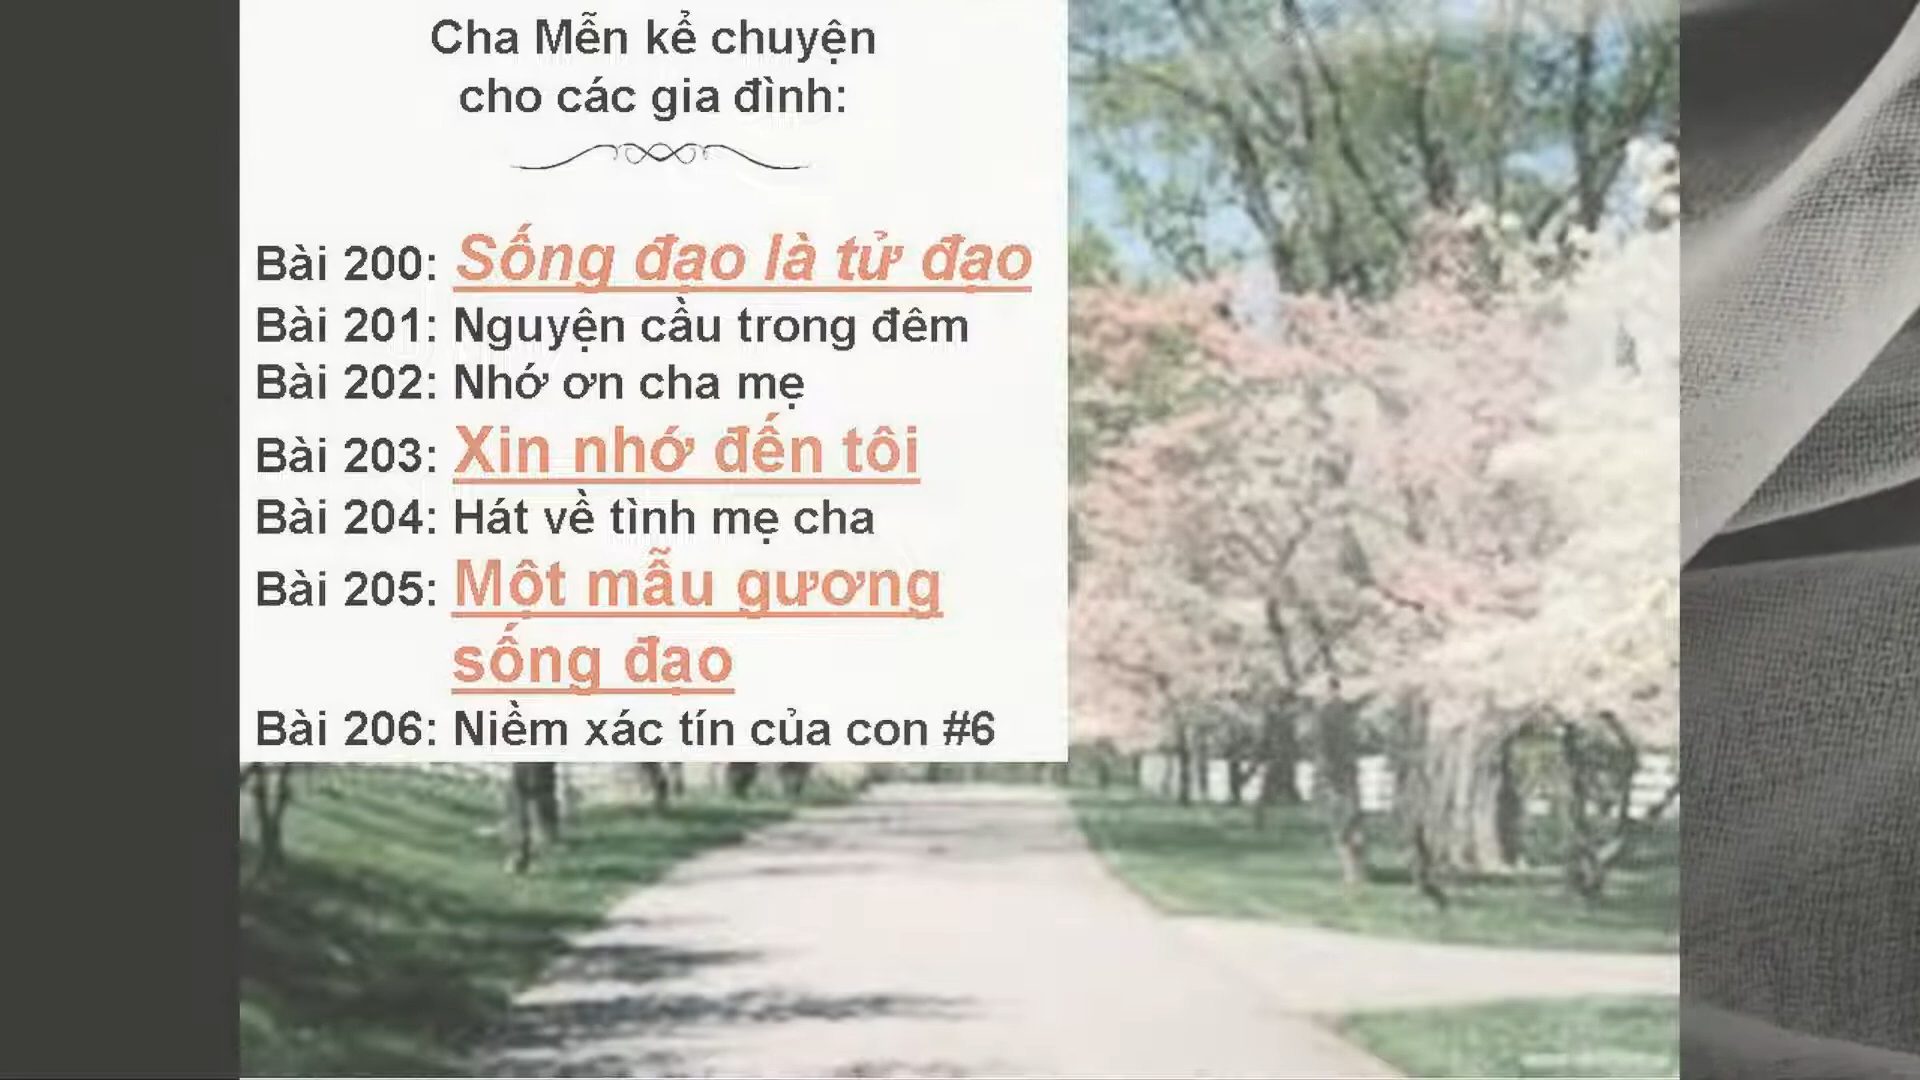 Cha Mễn kể chuyện
cho các gia đình:
Bài 200: Sống đạo là tử đạo
Bài 201: Nguyện cầu trong đêm
Bài 202: Nhớ ơn cha mẹ
Bài 203: Xin nhớ đến tôi
Bài 204: Hát về tình mẹ cha
Bài 205: Một mẫu gương
sống đạo
Bài 206: Niềm xác tín của con #6